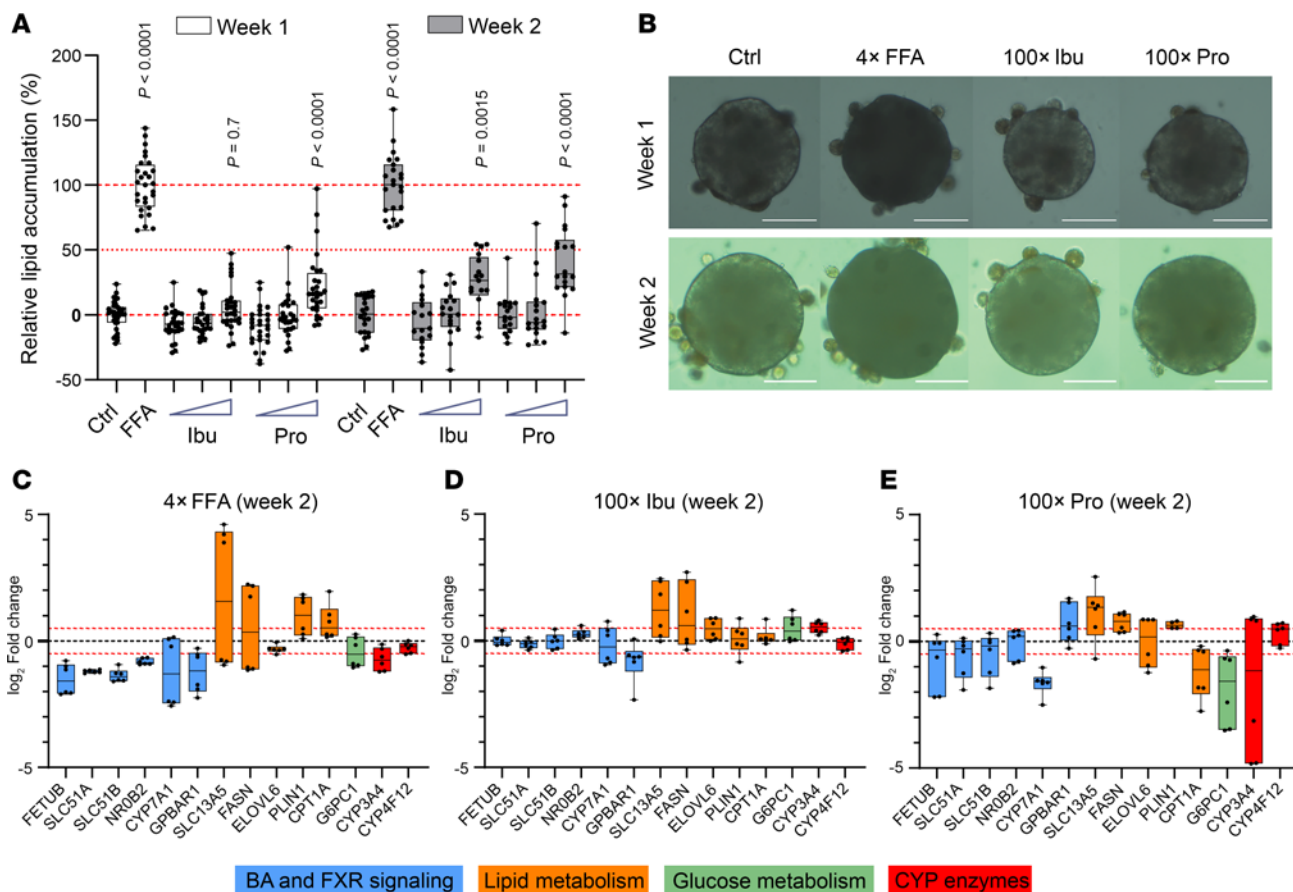 A
Week 1
Week 2
Relative lipid accumulation (%)
200
150
100
50
0
-50
P < 0.0001
P = 0.7
P < 0.0001
P < 0.0001
P = 0.0015
P < 0.0001
Ctrl
FFA
Ibu
Pro
Ctrl
FFA
Ibu
Pro
B
Ctrl
4× FFA
100× Ibu
100× Pro
Week 1
Week 2
C
4× FFA (week 2)
log2 Fold change
5
0
-5
FETUB
SLC51A
SLC51B
NR0B2
CYP7A1
GPBAR1
SLC13A5
FASN
ELOVL6
PLIN1
CPT1A
G6PC1
CYP3A4
CYP4F12
D
100× Ibu (week 2)
log2 Fold change
5
0
-5
FETUB
SLC51A
SLC51B
NR0B2
CYP7A1
GPBAR1
SLC13A5
FASN
ELOVL6
PLIN1
CPT1A
G6PC1
CYP3A4
CYP4F12
E
100× Pro (week 2)
log2 Fold change
5
0
-5
FETUB
SLC51A
SLC51B
NR0B2
CYP7A1
GPBAR1
SLC13A5
FASN
ELOVL6
PLIN1
CPT1A
G6PC1
CYP3A4
CYP4F12
BA and FXR signaling
Lipid metabolism
Glucose metabolism
CYP enzymes